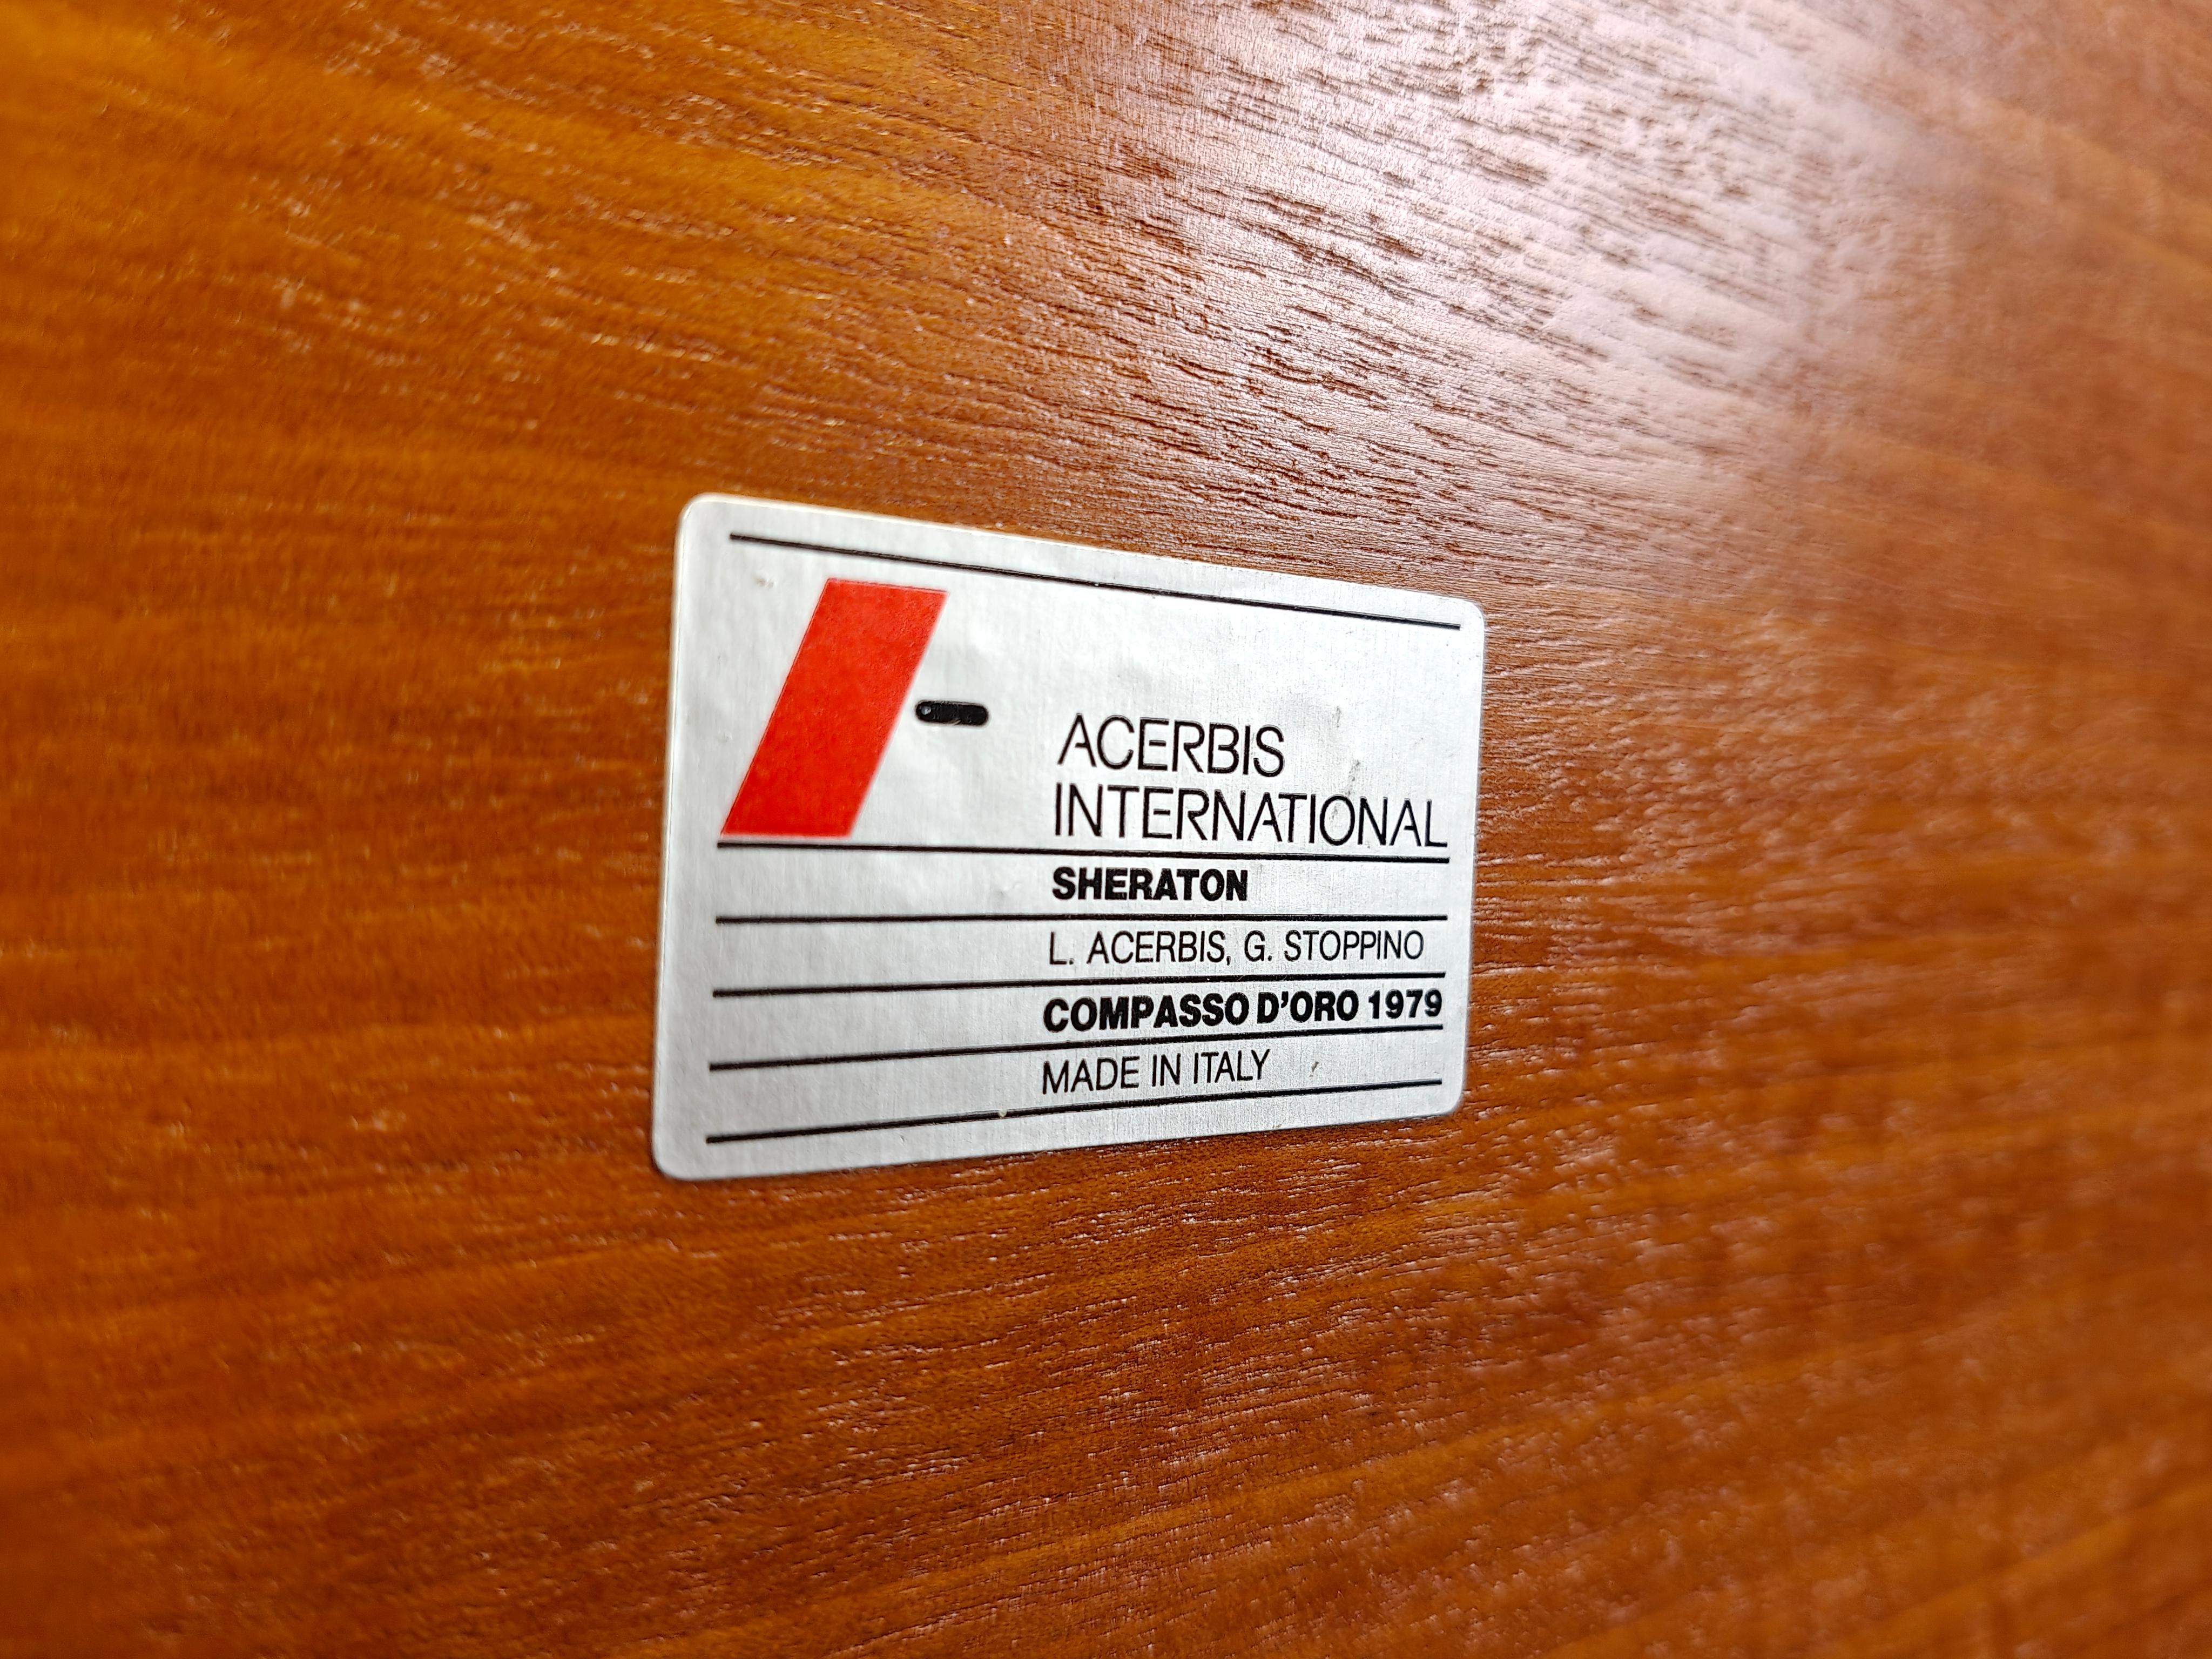 ACERBIS
INTERNATIONAL
SHERATON
L. ACERBIS, G. STOPPINO
COMPASSO D'ORO 1979
MADE IN ITALY